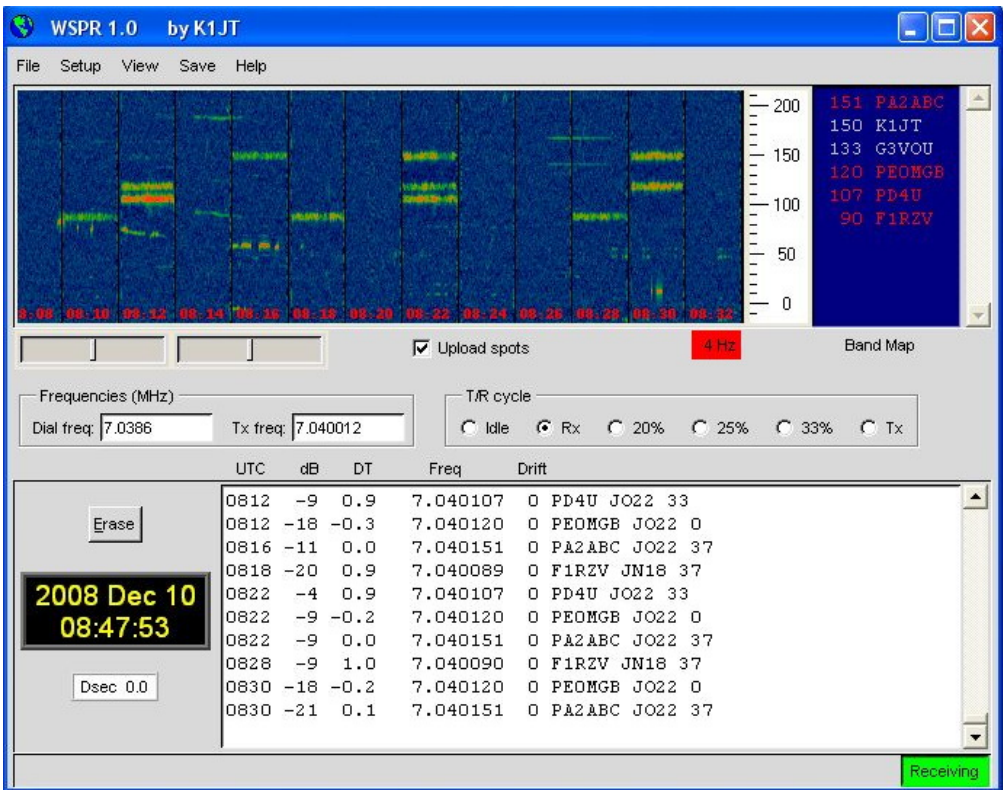 WSPR 1.0 by K1JT
File Setup View Save Help
200
150
100
50
0
151 PA2ABC
150 K1JT
133 G3VOU
120 PE0MGB
107 PD4U
90 F1RZV
8:08 08:10 08:12 08:14 08:16 08:18 08:20 08:22 08:24 08:26 08:28 08:30 08:32
Upload spots
4 Hz
Band Map
Frequencies (MHz)
Dial freq: 7.0386 Tx freq: 7.040012
T/R cycle
Idle Rx 20% 25% 33% Tx
UTC dB DT Freq Drift
0812 -9 0.9 7.040107 0 PD4U JO22 33
0812 -18 -0.3 7.040120 0 PE0MGB JO22 0
0816 -11 0.0 7.040151 0 PA2ABC JO22 37
0818 -20 0.9 7.040089 0 F1RZV JN18 37
0822 -4 0.9 7.040107 0 PD4U JO22 33
0822 -9 -0.2 7.040120 0 PE0MGB JO22 0
0822 -9 0.0 7.040151 0 PA2ABC JO22 37
0828 -9 1.0 7.040090 0 F1RZV JN18 37
0830 -18 -0.2 7.040120 0 PE0MGB JO22 0
0830 -21 0.1 7.040151 0 PA2ABC JO22 37
Erase
2008 Dec 10
08:47:53
Dsec 0.0
Receiving